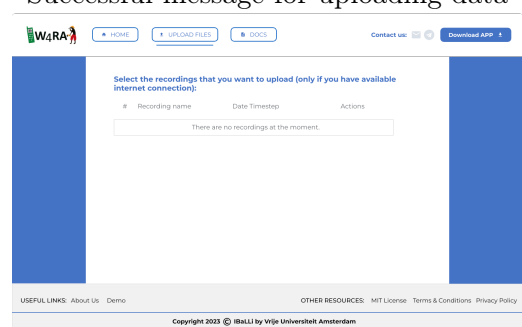 Successful message for uploading data
W4RA
HOME
UPLOAD FILES
DOCS
Contact us:
Download APP
Select the recordings that you want to upload (only if you have available
internet connection):
# Recording name Date Timestep Actions
There are no recordings at the moment.
USEFUL LINKS: About Us Demo
OTHER RESOURCES: MIT License Terms & Conditions Privacy Policy
Copyright 2023 © IBaLLi by Vrije Universiteit Amsterdam